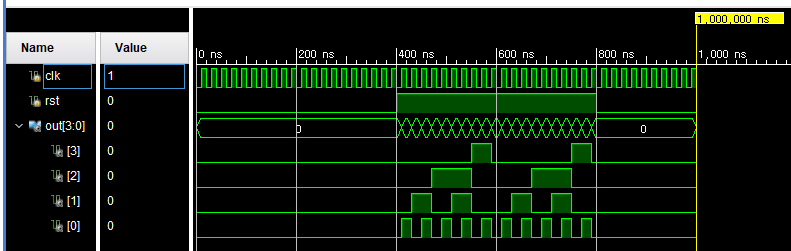 1,000,000 ns
Name Value
0 ns 200 ns 400 ns 600 ns 800 ns 1,000 ns
clk 1
rst 0
out[3:0] 0 0 0
[3] 0
[2] 0
[1] 0
[0] 0